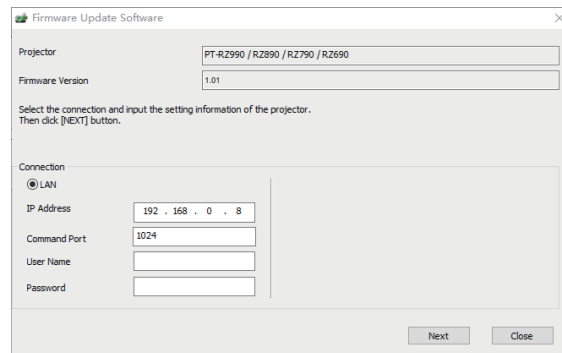 Firmware Update Software
Projector
PT-RZ990 / RZ890 / RZ790 / RZ690
Firmware Version
1.01
Select the connection and input the setting information of the projector.
Then click [NEXT] button.
Connection
LAN
IP Address
192 . 168 . 0 . 8
Command Port
1024
User Name
Password
Next
Close